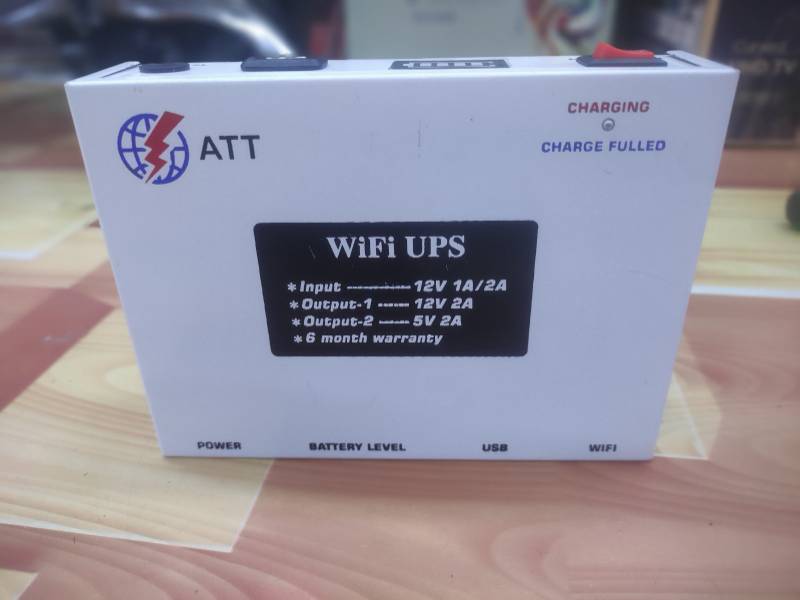 ATT
CHARGING
CHARGE FULLED
WiFi UPS
* Input ---------- 12V 1A/2A
* Output-1 ------ 12V 2A
* Output-2 ------ 5V 2A
* 6 month warranty
POWER BATTERY LEVEL USB WIFI